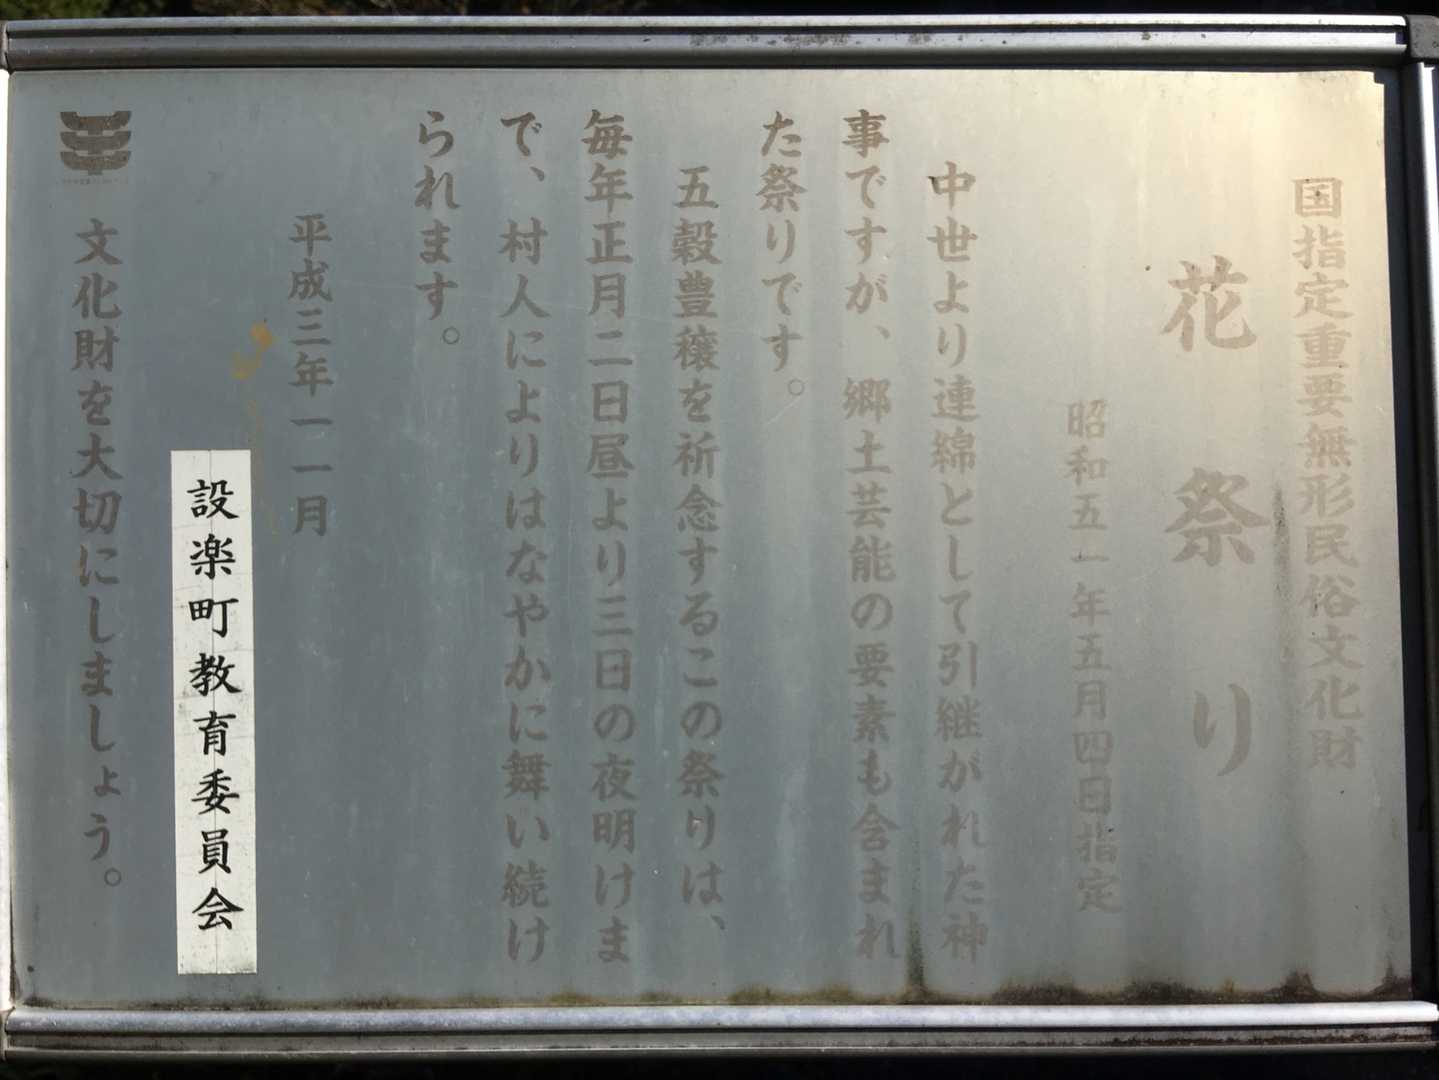 国指定重要無形民俗文化財
花祭り
昭和五一年五月四日指定
中世より連綿として引継がれた神
事ですが、郷土芸能の要素も含まれ
た祭りです。
五穀豊穣を祈念するこの祭りは、
毎年正月二日昼より三日の夜明けま
で、村人によりはなやかに舞い続け
られます。
平成三年一一月
設楽町教育委員会
文化財を大切にしましょう。